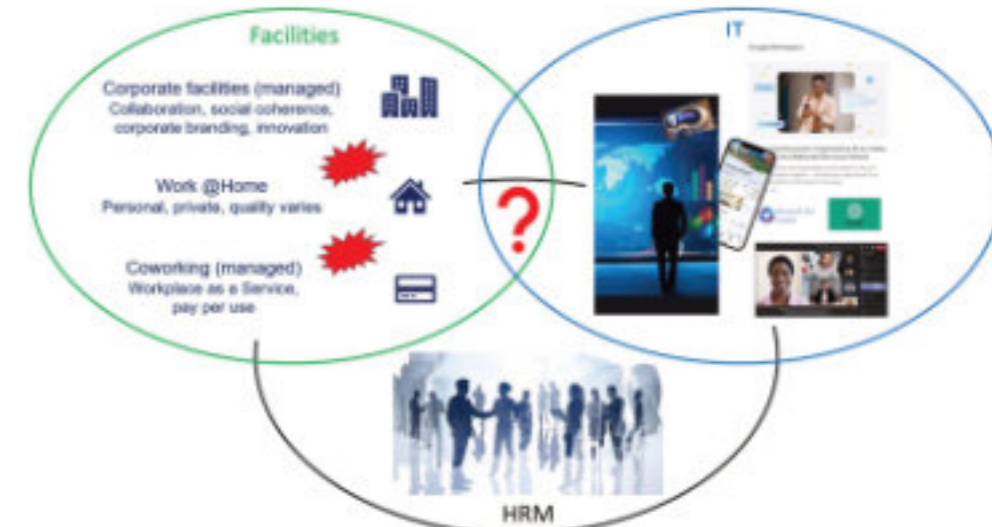 Facilities
Corporate facilities (managed)
Collaboration, social coherence,
corporate branding, innovation
Work @Home
Personal, private, quality varies
Coworking (managed)
Workplace as a Service,
pay per use
?
IT
HRM